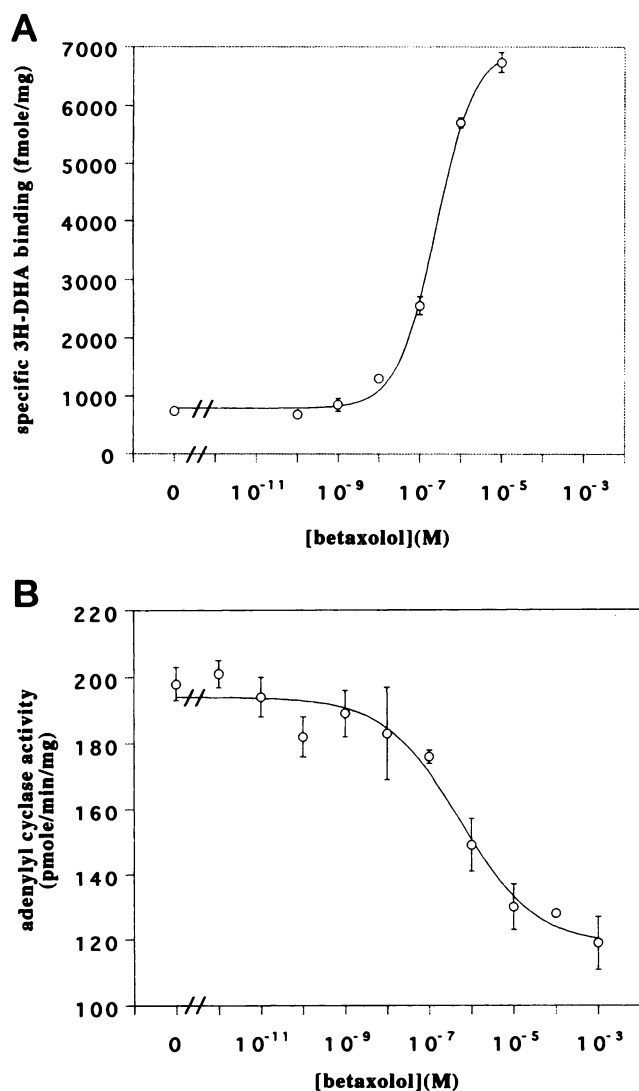 A
7000
6000
5000
4000
3000
2000
1000
0
specific 3H-DHA binding (fmole/mg)
0 10⁻¹¹ 10⁻⁹ 10⁻⁷ 10⁻⁵ 10⁻³
[betaxolol](M)
B
220
200
180
160
140
120
100
adenylyl cyclase activity
(pmole/min/mg)
0 10⁻¹¹ 10⁻⁹ 10⁻⁷ 10⁻⁵ 10⁻³
[betaxolol](M)